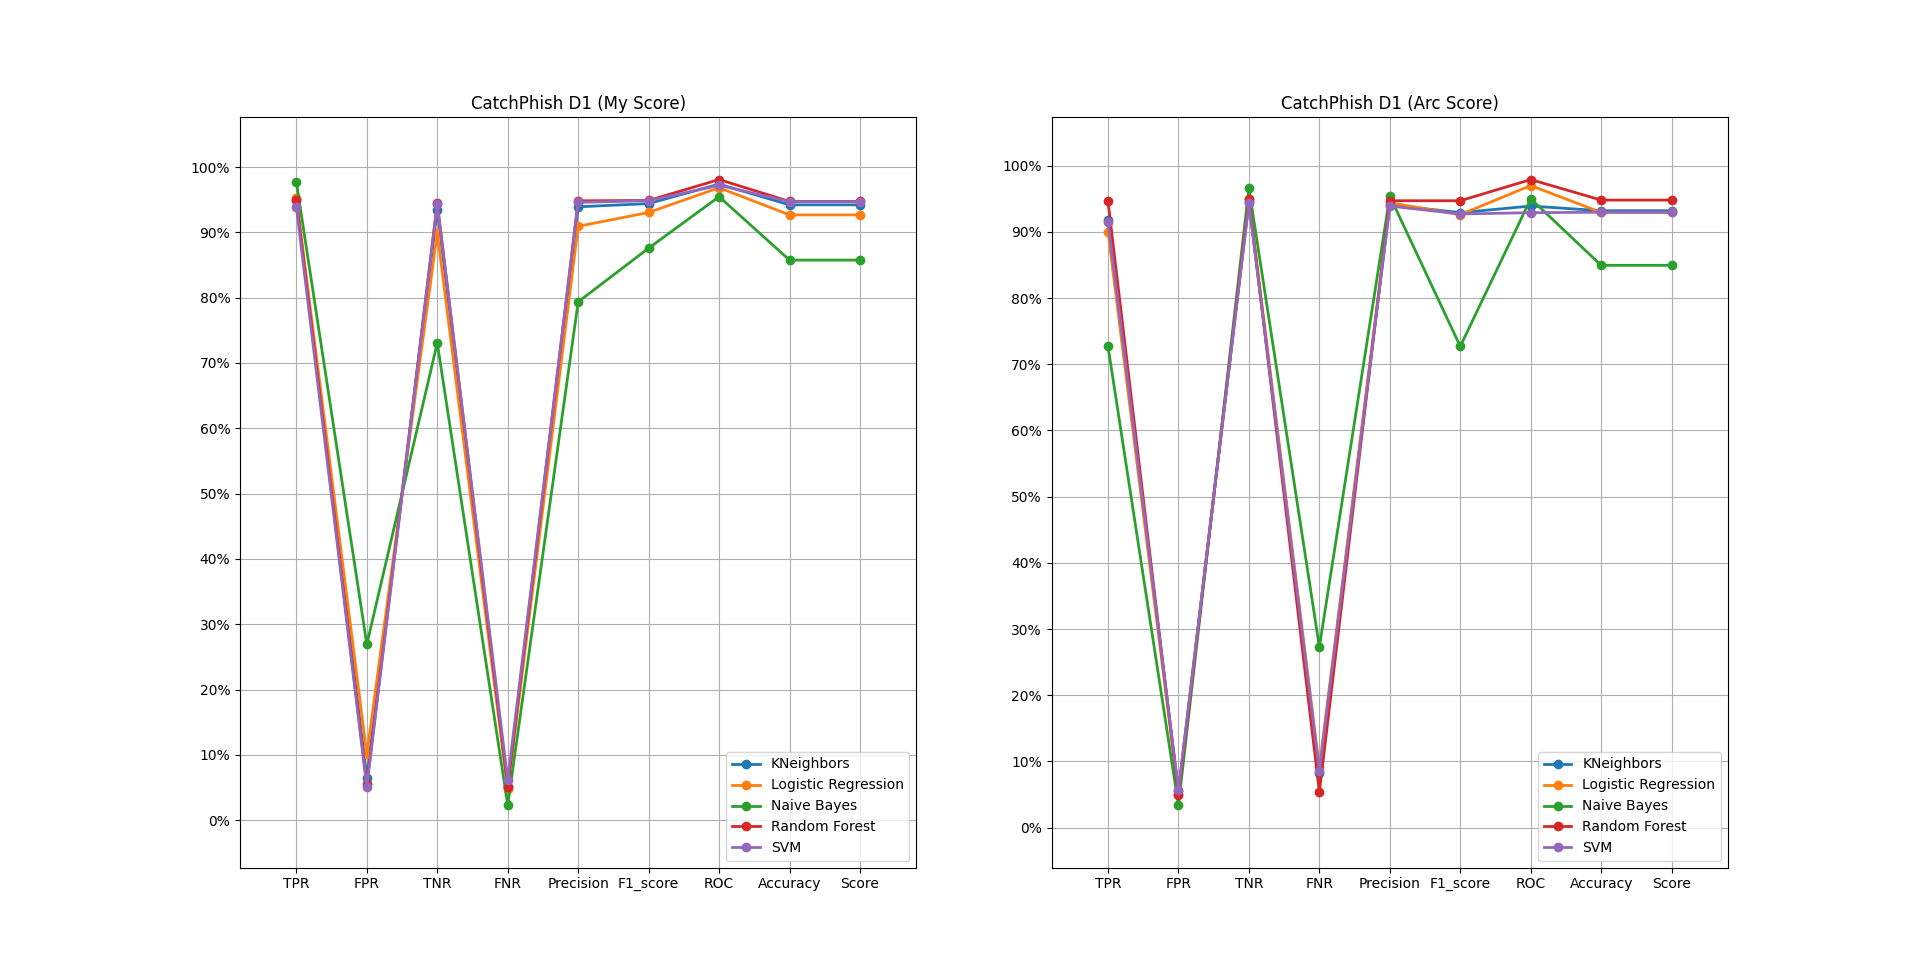 CatchPhish D1 (My Score)
100%
90%
80%
70%
60%
50%
40%
30%
20%
10%
0%
TPR FPR TNR FNR Precision F1_score ROC Accuracy Score
KNeighbors
Logistic Regression
Naive Bayes
Random Forest
SVM
CatchPhish D1 (Arc Score)
100%
90%
80%
70%
60%
50%
40%
30%
20%
10%
0%
TPR FPR TNR FNR Precision F1_score ROC Accuracy Score
KNeighbors
Logistic Regression
Naive Bayes
Random Forest
SVM